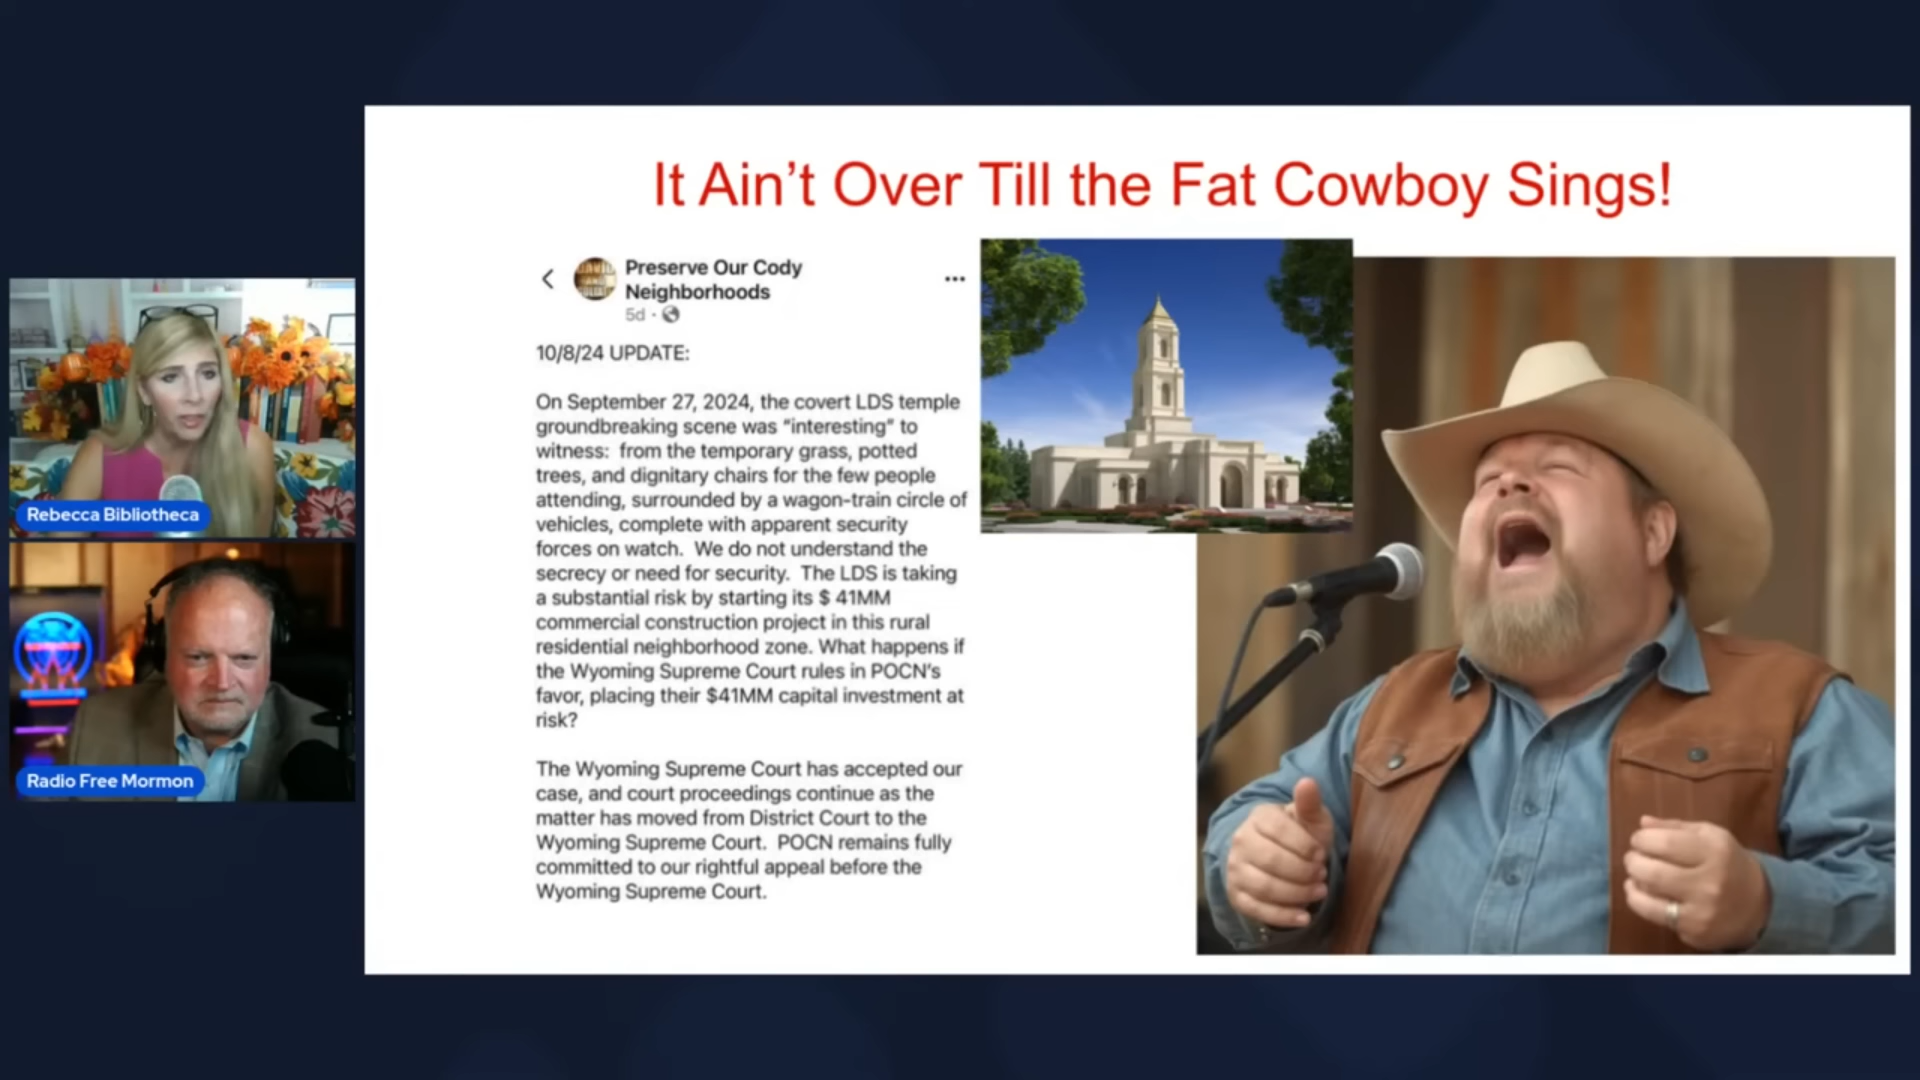 It Ain’t Over Till the Fat Cowboy Sings!
Preserve Our Cody
Neighborhoods
5d ·
10/8/24 UPDATE:
On September 27, 2024, the covert LDS temple
groundbreaking scene was “interesting” to
witness:  from the temporary grass, potted
trees, and dignitary chairs for the few people
attending, surrounded by a wagon-train circle of
vehicles, complete with apparent security
forces on watch.  We do not understand the
secrecy or need for security.  The LDS is taking
a substantial risk by starting its $ 41MM
commercial construction project in this rural
residential neighborhood zone. What happens if
the Wyoming Supreme Court rules in POCN's
favor, placing their $41MM capital investment at
risk?
The Wyoming Supreme Court has accepted our
case, and court proceedings continue as the
matter has moved from District Court to the
Wyoming Supreme Court.  POCN remains fully
committed to our rightful appeal before the
Wyoming Supreme Court.
Rebecca Bibliotheca
Radio Free Mormon